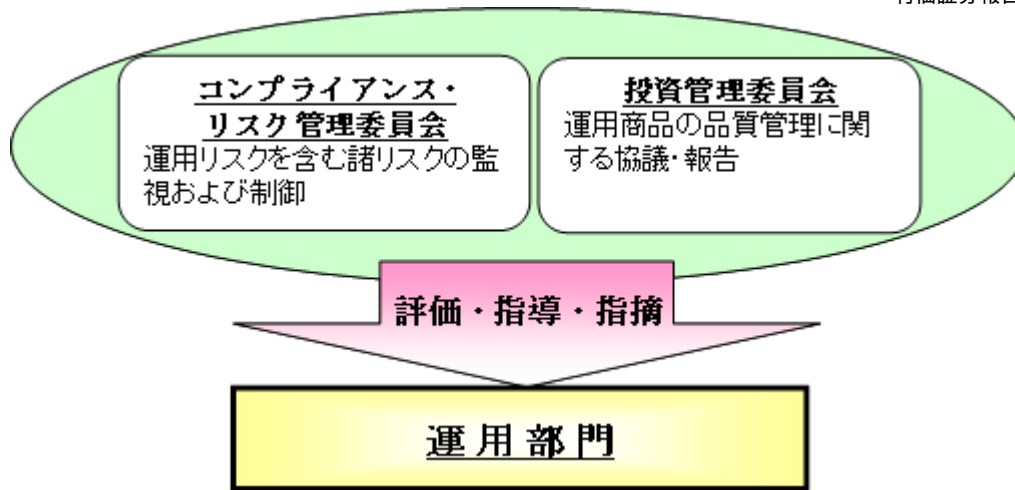 コンプライアンス・
リスク管理委員会
運用リスクを含む諸リスクの監
視および制御
投資管理委員会
運用商品の品質管理に関
する協議・報告
評価・指導・指摘
運用部門